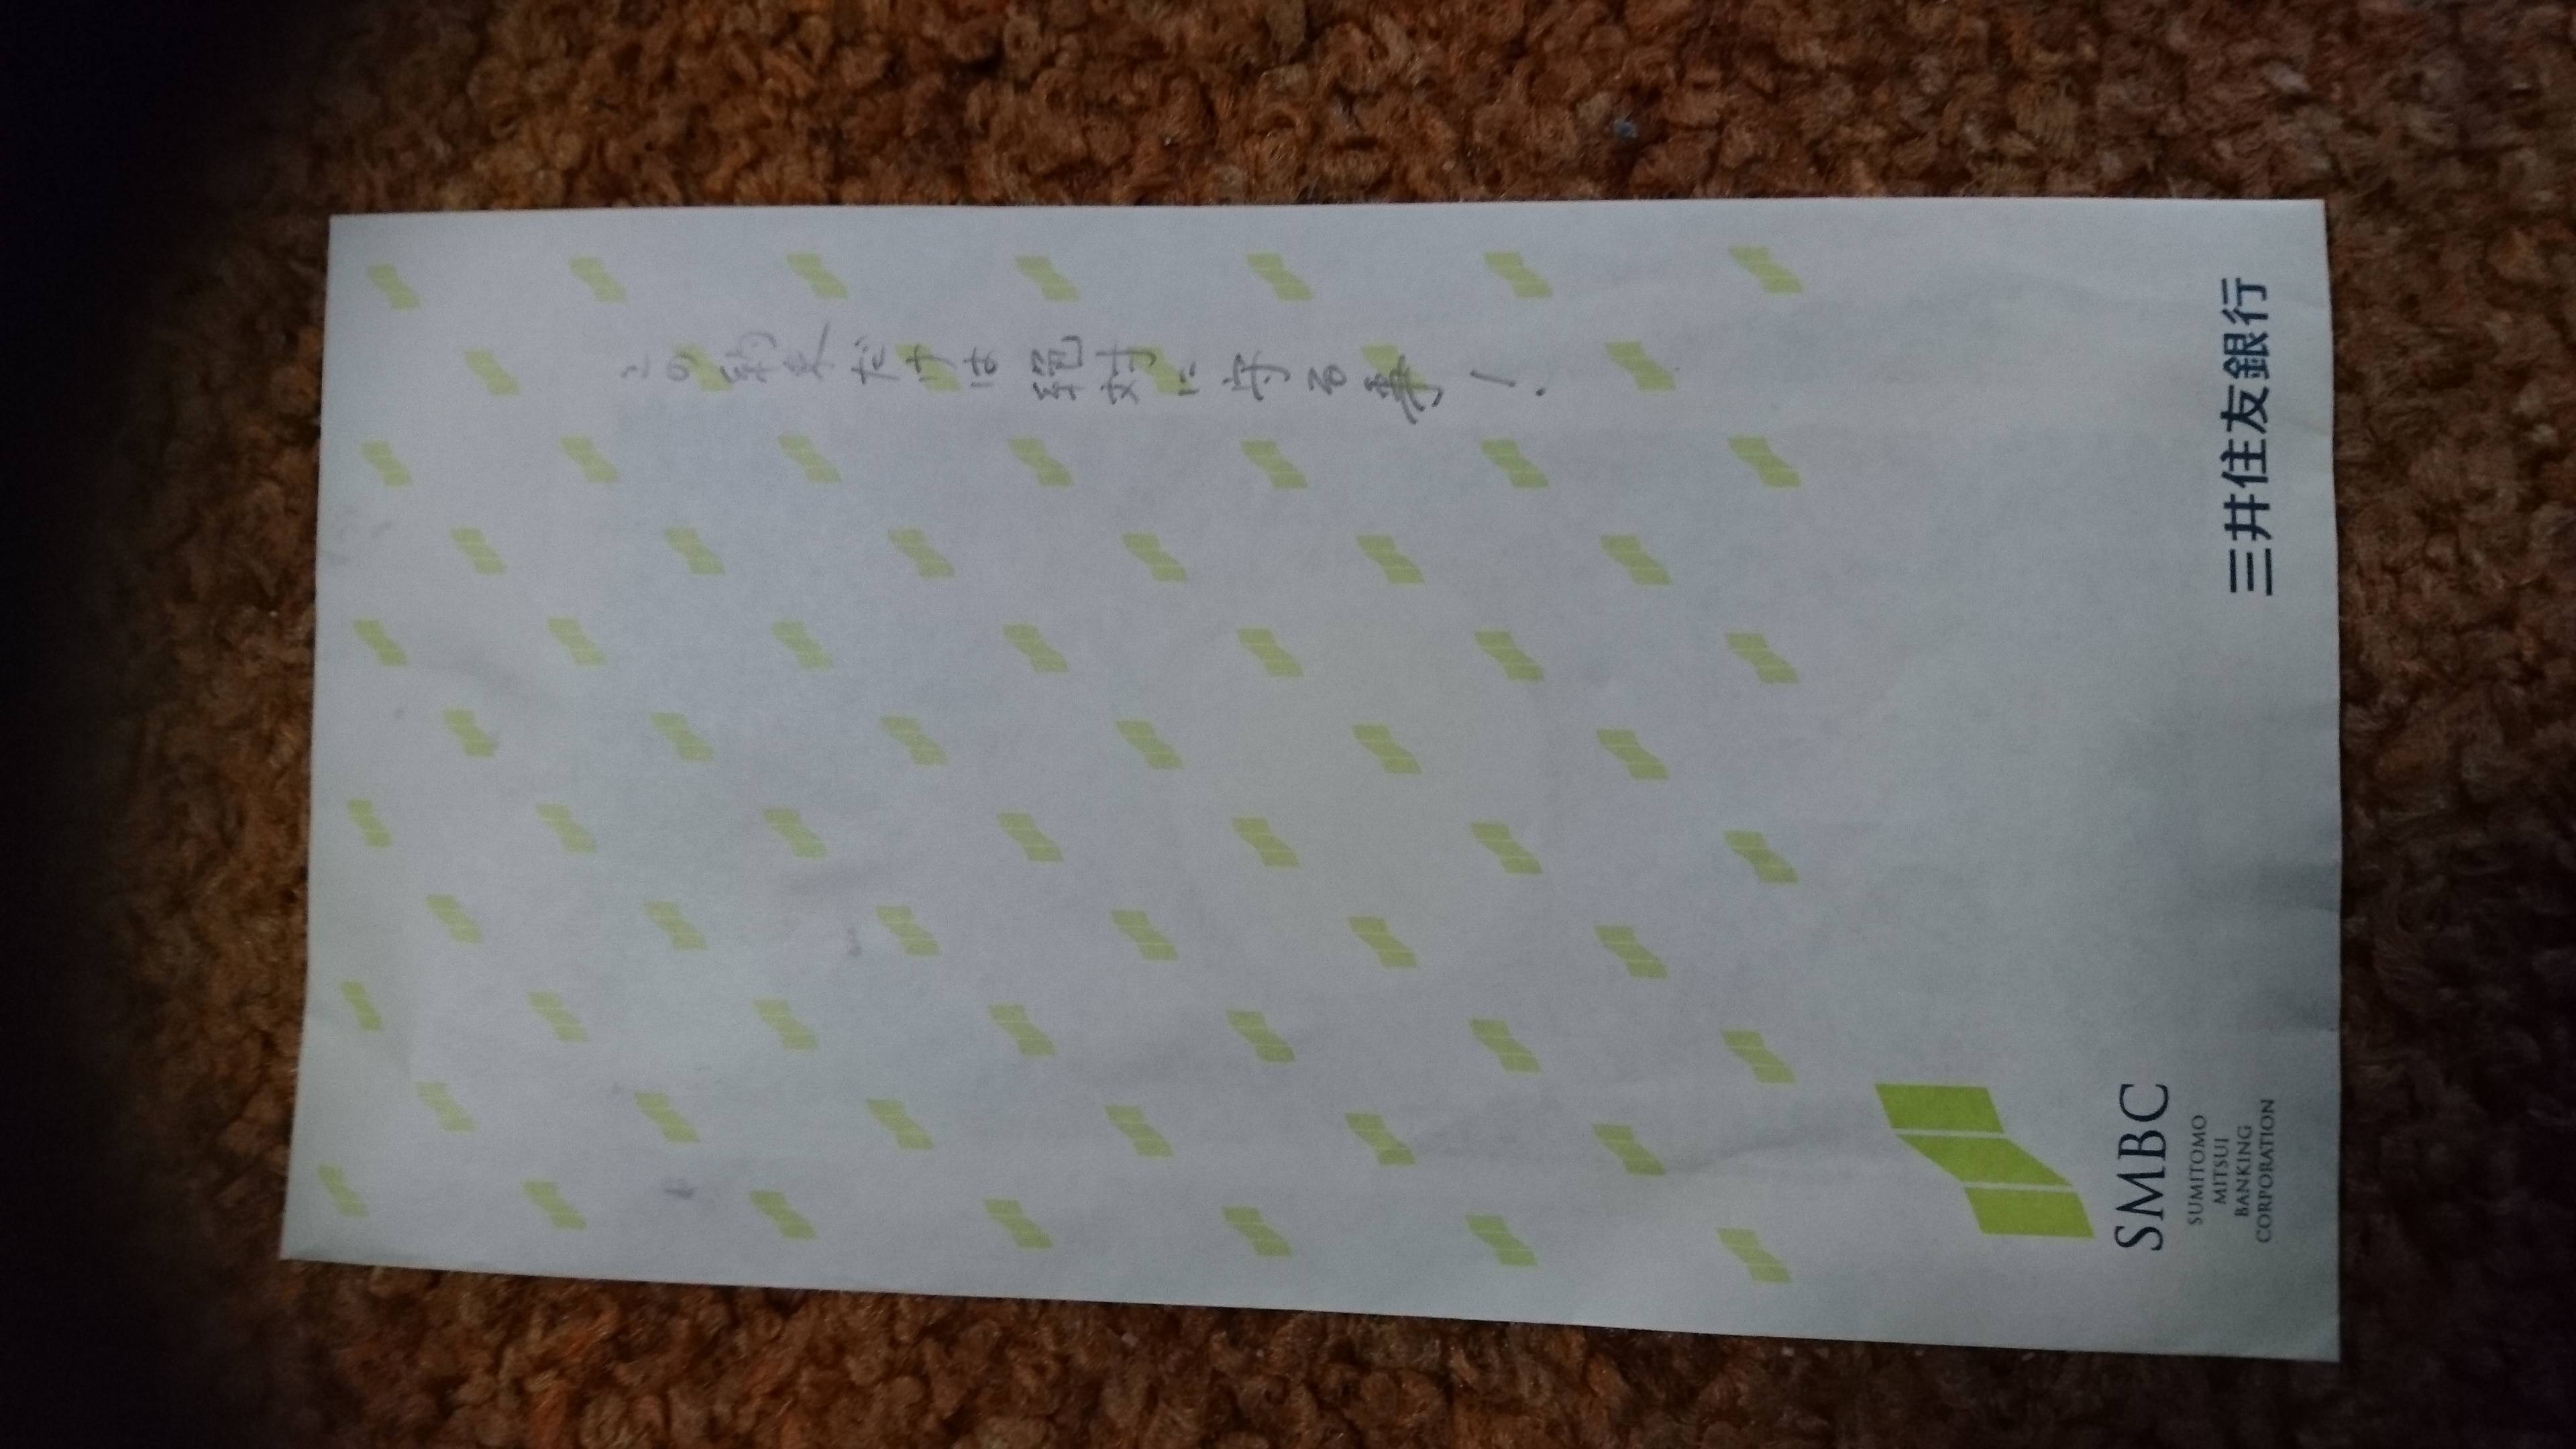 この約束だけは絶対に守る事!
三井住友銀行
SMBC
SUMITOMO
MITSUI
BANKING
CORPORATION